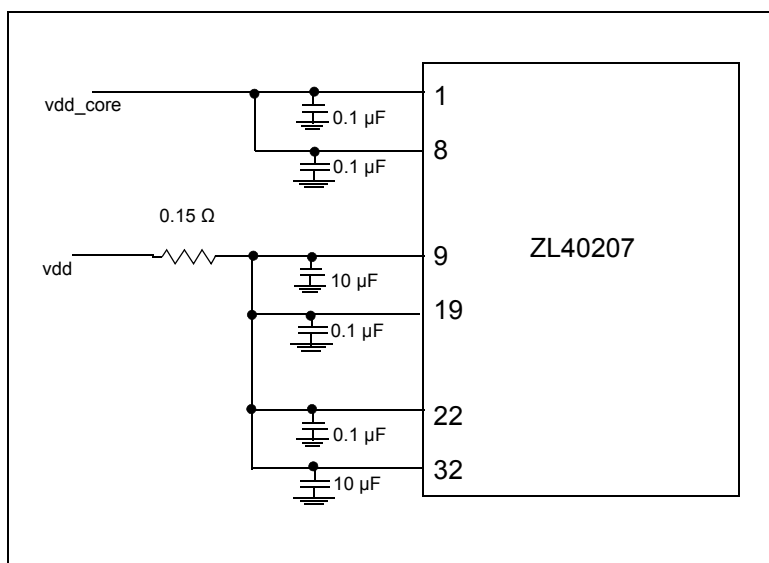 vdd_core
0.1 µF
1
0.1 µF
8
0.15 Ω
vdd
10 µF
9
ZL40207
0.1 µF
19
0.1 µF
22
10 µF
32